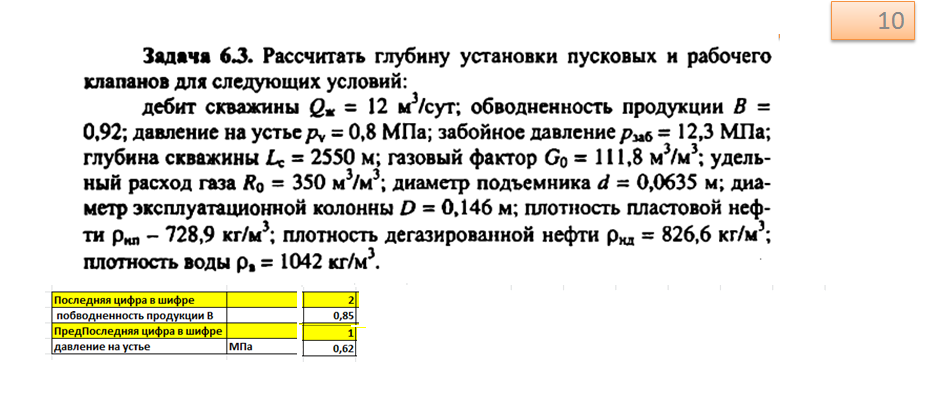 10
Задача 6.3. Рассчитать глубину установки пусковых и рабочего
клапанов для следующих условий:
дебит скважины Qж = 12 м³/сут; обводненность продукции B =
0,92; давление на устье pу = 0,8 МПа; забойное давление pзаб = 12,3 МПа;
глубина скважины Lс = 2550 м; газовый фактор G₀ = 111,8 м³/м³; удель-
ный расход газа R₀ = 350 м³/м³; диаметр подъемника d = 0,0635 м; диа-
метр эксплуатационной колонны D = 0,146 м; плотность пластовой неф-
ти ρнп – 728,9 кг/м³; плотность дегазированной нефти ρнд = 826,6 кг/м³;
плотность воды ρв = 1042 кг/м³.
Последняя цифра в шифре 2
побводненность продукции В 0,85
ПредПоследняя цифра в шифре 1
давление на устье МПа 0,62